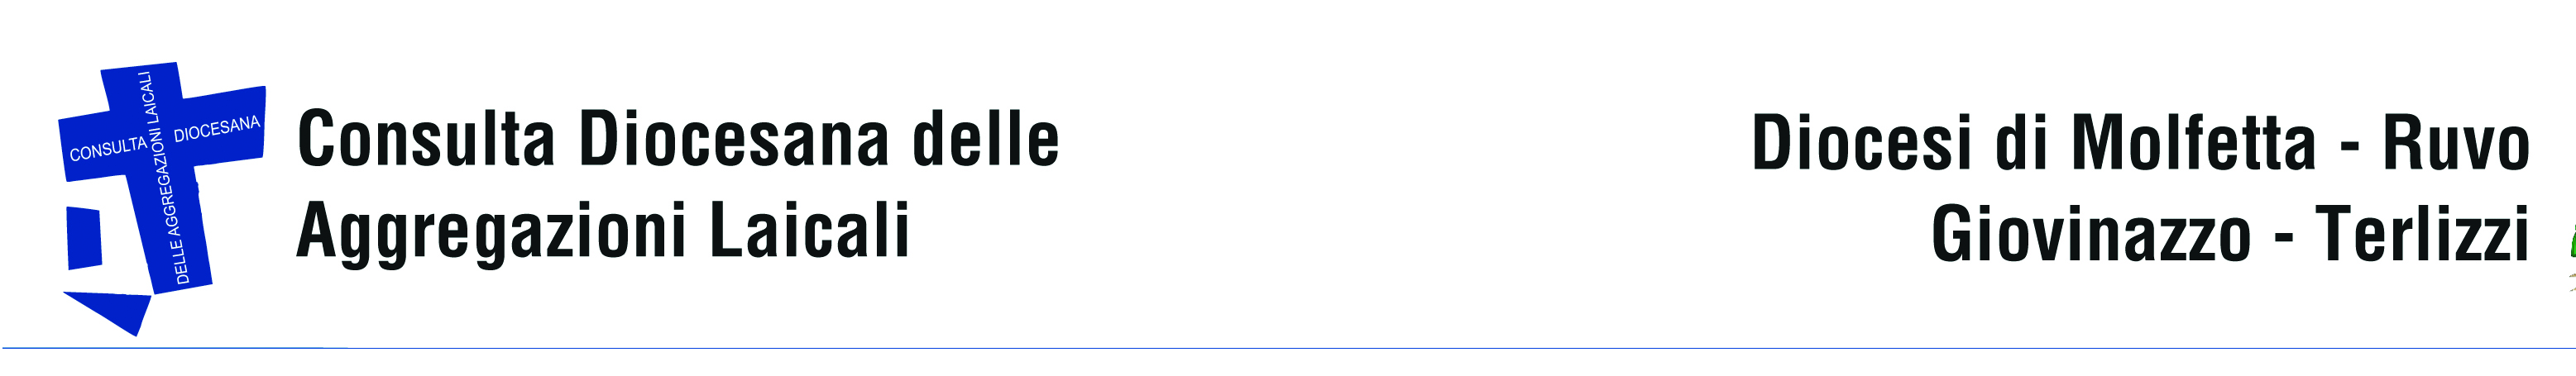 CONSULTA DIOCESANA
DELLE AGGREGAZIONI LAICALI
Consulta Diocesana delle
Aggregazioni Laicali
Diocesi di Molfetta - Ruvo
Giovinazzo - Terlizzi